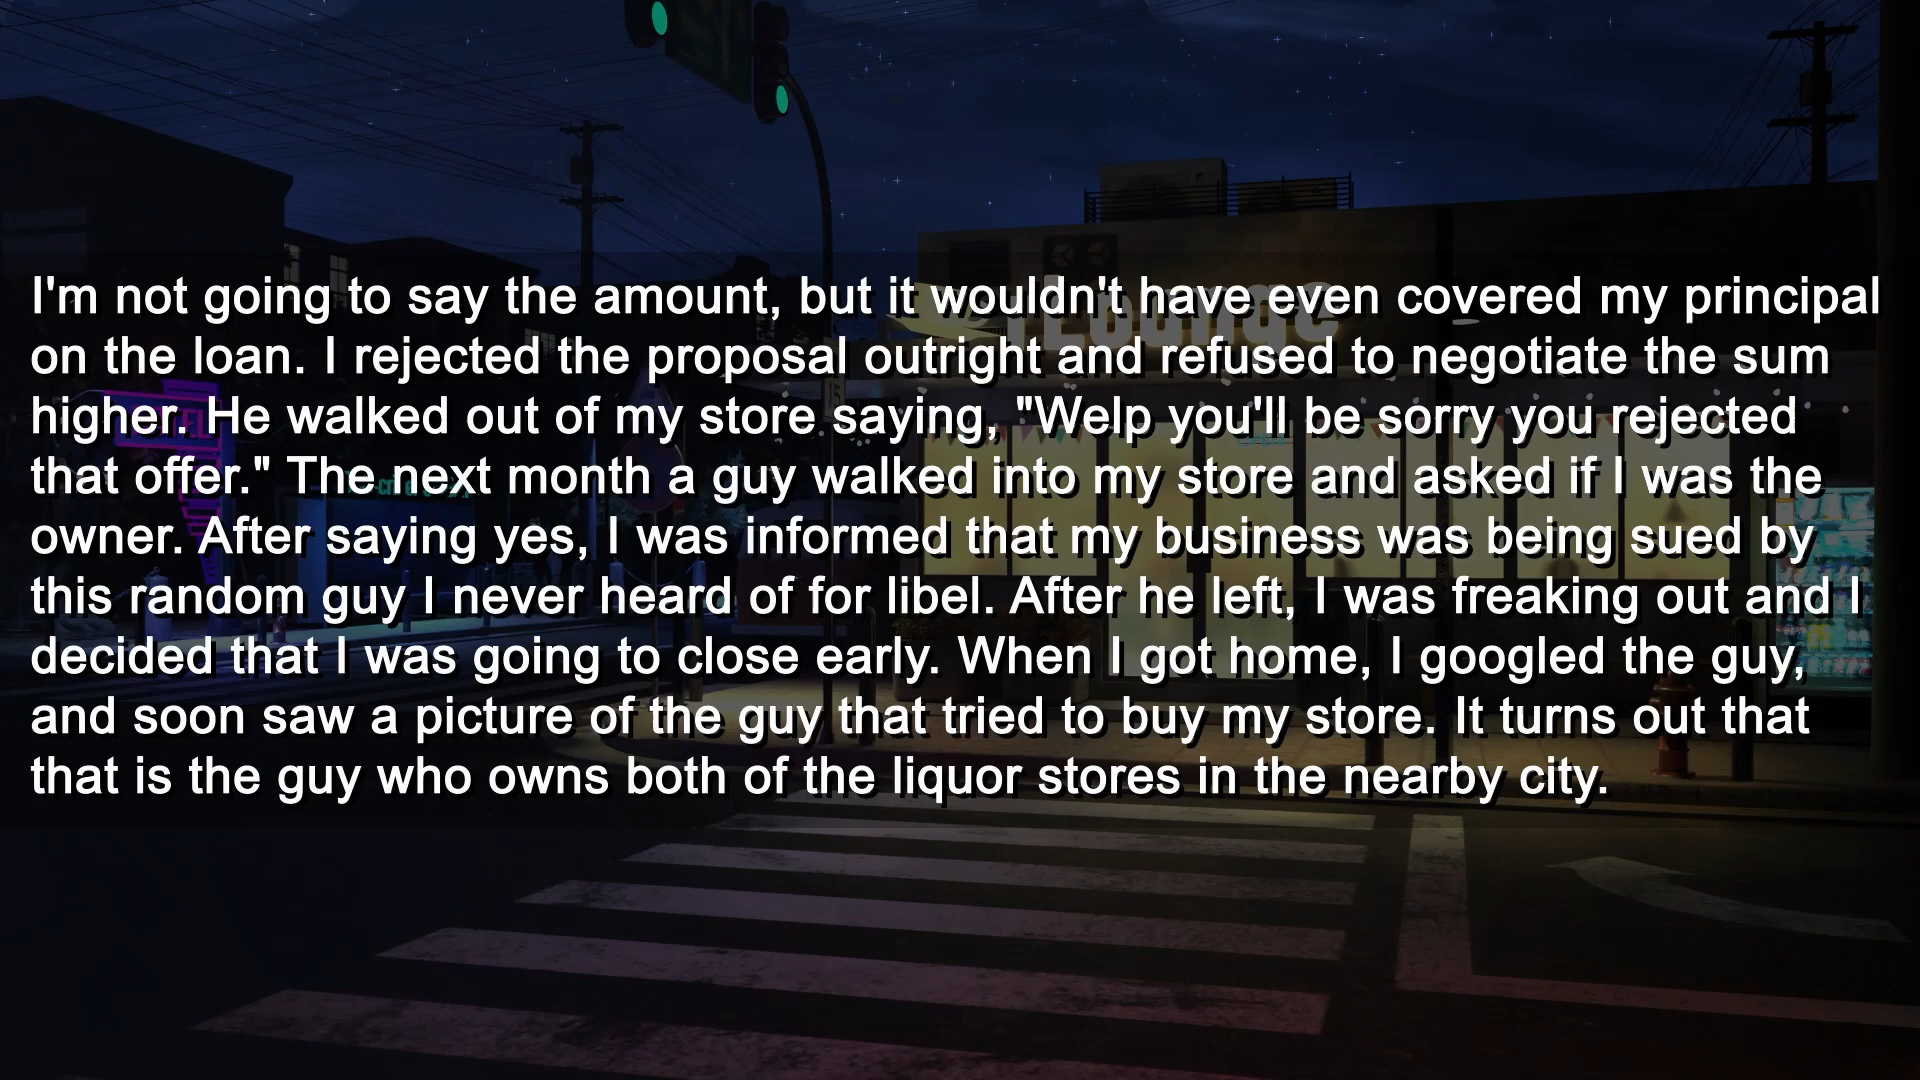 I'm not going to say the amount, but it wouldn't have even covered my principal
on the loan. I rejected the proposal outright and refused to negotiate the sum
higher. He walked out of my store saying, "Welp you'll be sorry you rejected
that offer." The next month a guy walked into my store and asked if I was the
owner. After saying yes, I was informed that my business was being sued by
this random guy I never heard of for libel. After he left, I was freaking out and I
decided that I was going to close early. When I got home, I googled the guy,
and soon saw a picture of the guy that tried to buy my store. It turns out that
that is the guy who owns both of the liquor stores in the nearby city.